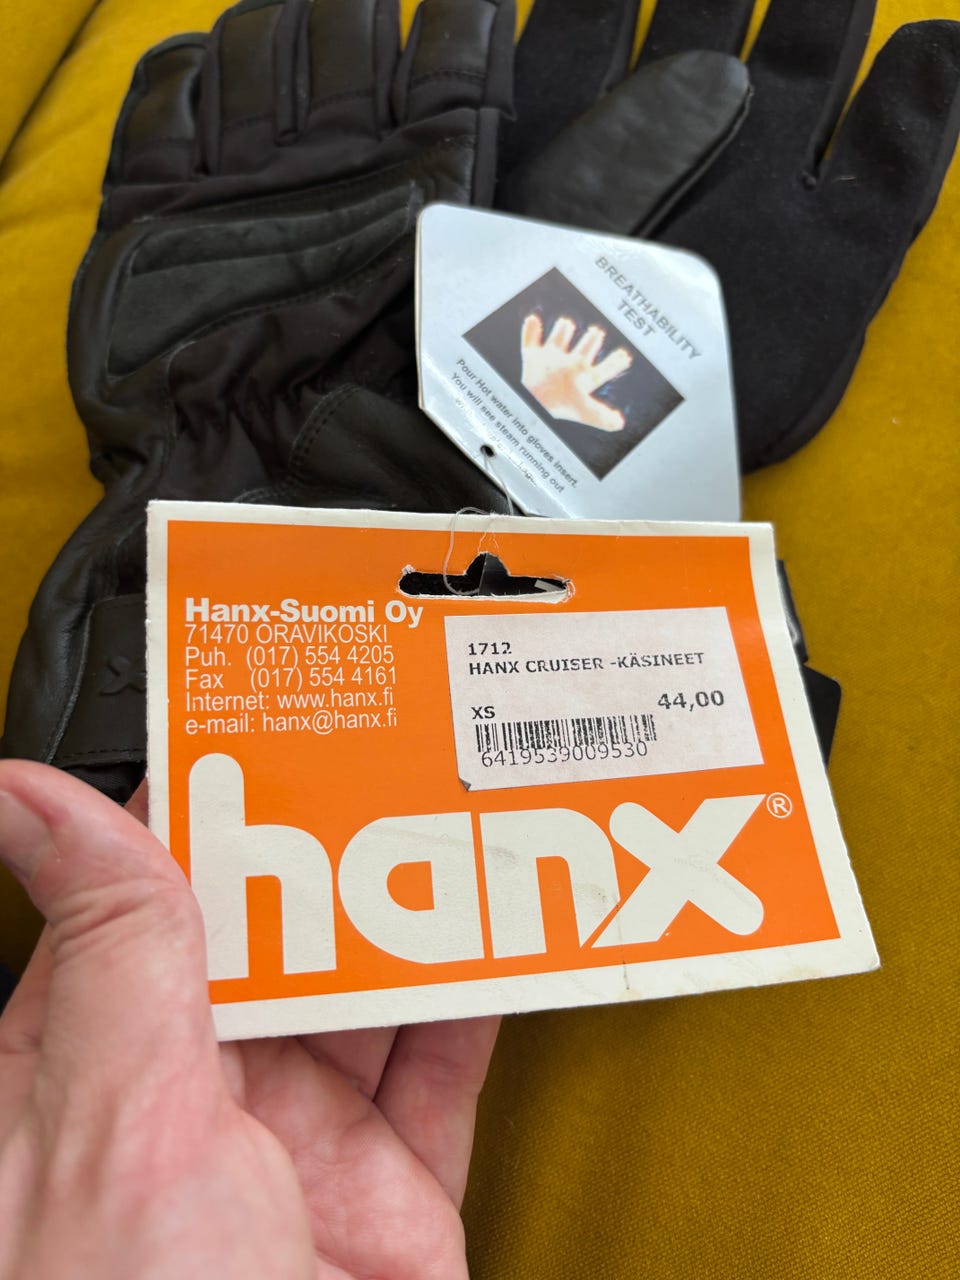 BREATHABILITY
TEST
Pour Hot water into gloves insert.
You will see steam running out
Hanx-Suomi Oy
71470 ORAVIKOSKI
Puh. (017) 554 4205
Fax (017) 554 4161
Internet: www.hanx.fi
e-mail: hanx@hanx.fi
1712
HANX CRUISER -KÄSINEET
XS 44,00
6419539009530
hanx®